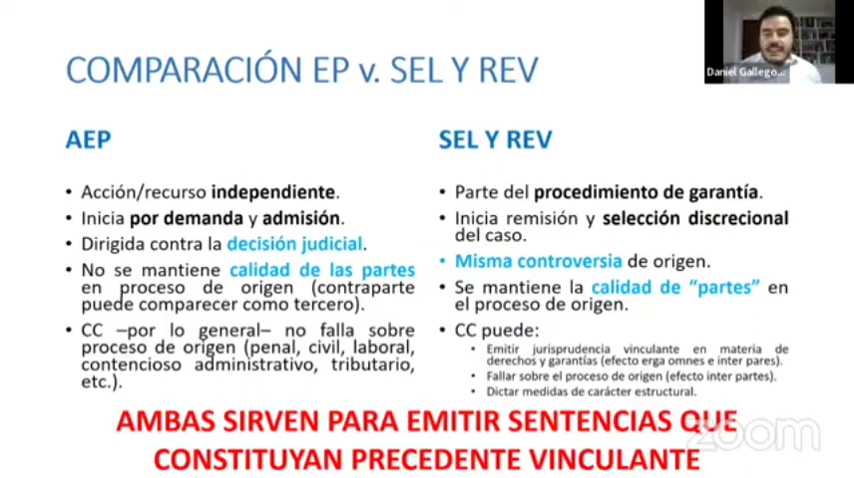 COMPARACIÓN EP v. SEL Y REV
Daniel Gallego...
AEP
• Acción/recurso independiente.
• Inicia por demanda y admisión.
• Dirigida contra la decisión judicial.
• No se mantiene calidad de las partes
en proceso de origen (contraparte
puede comparecer como tercero).
• CC –por lo general– no falla sobre
proceso de origen (penal, civil, laboral,
contencioso administrativo, tributario,
etc.).
SEL Y REV
• Parte del procedimiento de garantía.
• Inicia remisión y selección discrecional
del caso.
• Misma controversia de origen.
• Se mantiene la calidad de “partes” en
el proceso de origen.
• CC puede:
• Emitir jurisprudencia vinculante en materia de
derechos y garantías (efecto erga omnes e inter pares).
• Fallar sobre el proceso de origen (efecto inter partes).
• Dictar medidas de carácter estructural.
AMBAS SIRVEN PARA EMITIR SENTENCIAS QUE
CONSTITUYAN PRECEDENTE VINCULANTE
zoom